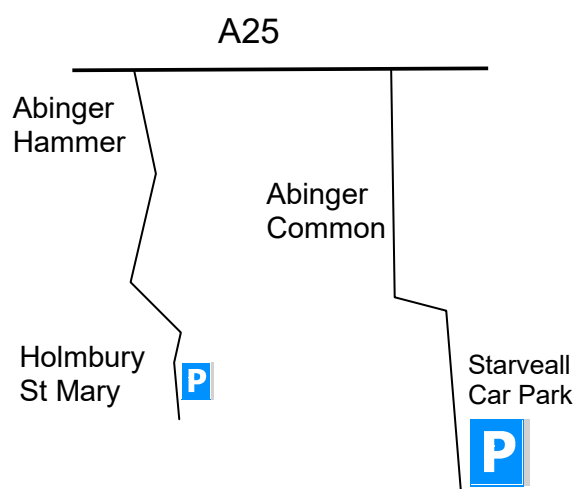 A25
Abinger
Hammer
Abinger
Common
Holmbury
St Mary
P
Starveall
Car Park
P